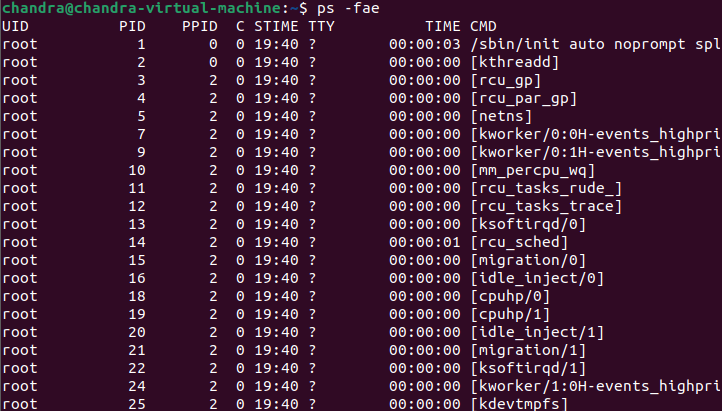 chandra@chandra-virtual-machine:~$ ps -fae
UID          PID    PPID  C STIME TTY          TIME CMD
root           1       0  0 19:40 ?        00:00:03 /sbin/init auto noprompt spl
root           2       0  0 19:40 ?        00:00:00 [kthreadd]
root           3       2  0 19:40 ?        00:00:00 [rcu_gp]
root           4       2  0 19:40 ?        00:00:00 [rcu_par_gp]
root           5       2  0 19:40 ?        00:00:00 [netns]
root           7       2  0 19:40 ?        00:00:00 [kworker/0:0H-events_highpri
root           9       2  0 19:40 ?        00:00:00 [kworker/0:1H-events_highpri
root          10       2  0 19:40 ?        00:00:00 [mm_percpu_wq]
root          11       2  0 19:40 ?        00:00:00 [rcu_tasks_rude_]
root          12       2  0 19:40 ?        00:00:00 [rcu_tasks_trace]
root          13       2  0 19:40 ?        00:00:00 [ksoftirqd/0]
root          14       2  0 19:40 ?        00:00:01 [rcu_sched]
root          15       2  0 19:40 ?        00:00:00 [migration/0]
root          16       2  0 19:40 ?        00:00:00 [idle_inject/0]
root          18       2  0 19:40 ?        00:00:00 [cpuhp/0]
root          19       2  0 19:40 ?        00:00:00 [cpuhp/1]
root          20       2  0 19:40 ?        00:00:00 [idle_inject/1]
root          21       2  0 19:40 ?        00:00:00 [migration/1]
root          22       2  0 19:40 ?        00:00:00 [ksoftirqd/1]
root          24       2  0 19:40 ?        00:00:00 [kworker/1:0H-events_highpri
root          25       2  0 19:40 ?        00:00:00 [kdevtmpfs]